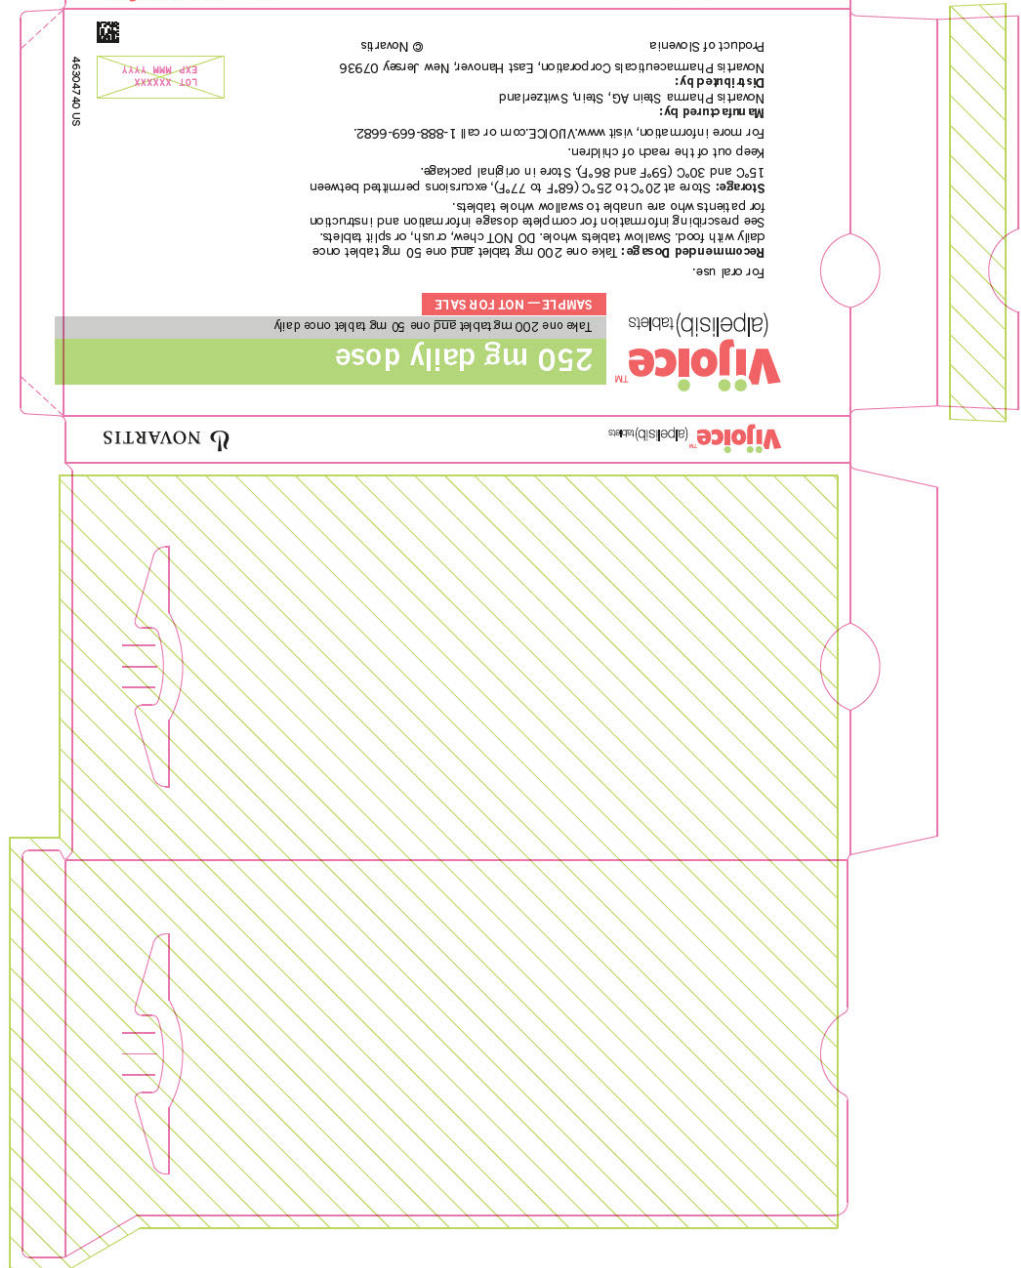 Vijoice™
(alpelisib) tablets
NOVARTIS
Vijoice™
(alpelisib) tablets
250 mg daily dose
Take one 200 mg tablet and one 50 mg tablet once daily
SAMPLE — NOT FOR SALE
For oral use.
Recommended Dosage: Take one 200 mg tablet and one 50 mg tablet once
daily with food. Swallow tablets whole. DO NOT chew, crush, or split tablets.
See prescribing information for complete dosage information and instruction
for patients who are unable to swallow whole tablets.
Storage: Store at 20°C to 25°C (68°F to 77°F), excursions permitted between
15°C and 30°C (59°F and 86°F). Store in original package.
Keep out of the reach of children.
For more information, visit www.VIJOICE.com or call 1-888-669-6682.
Manufactured by:
Novartis Pharma Stein AG, Stein, Switzerland
Distributed by:
Novartis Pharmaceuticals Corporation, East Hanover, New Jersey 07936
Product of Slovenia
© Novartis
LOT XXXXXX
EXP MMM YYYY
46304740 US